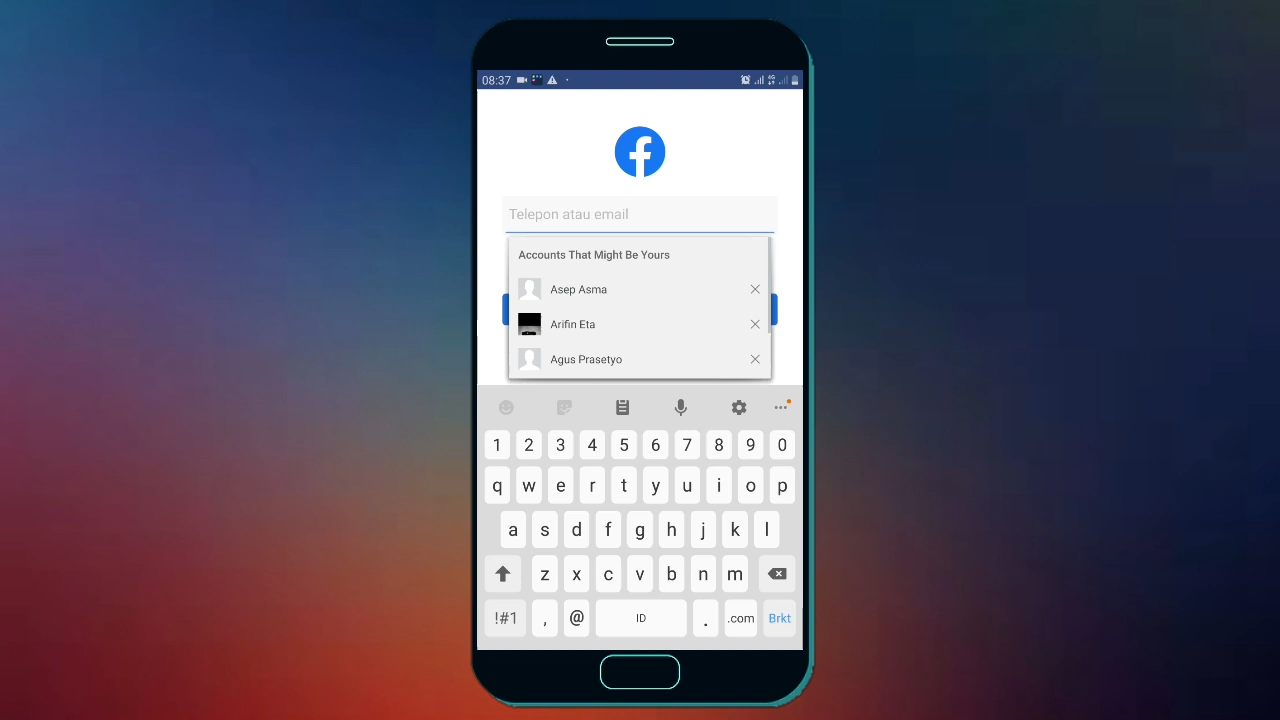 08:37
Telepon atau email
Accounts That Might Be Yours
Asep Asma
Arifin Eta
Agus Prasetyo
1 2 3 4 5 6 7 8 9 0
q w e r t y u i o p
a s d f g h j k l
z x c v b n m
!#1 , @ ID . .com Brkt